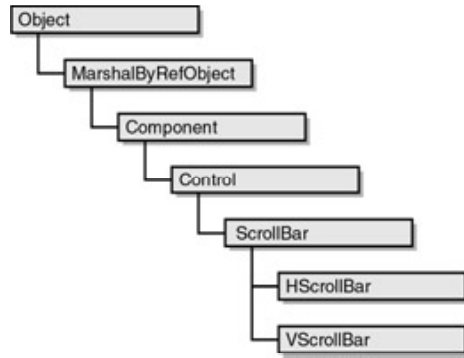 Object
MarshalByRefObject
Component
Control
ScrollBar
HScrollBar
VScrollBar